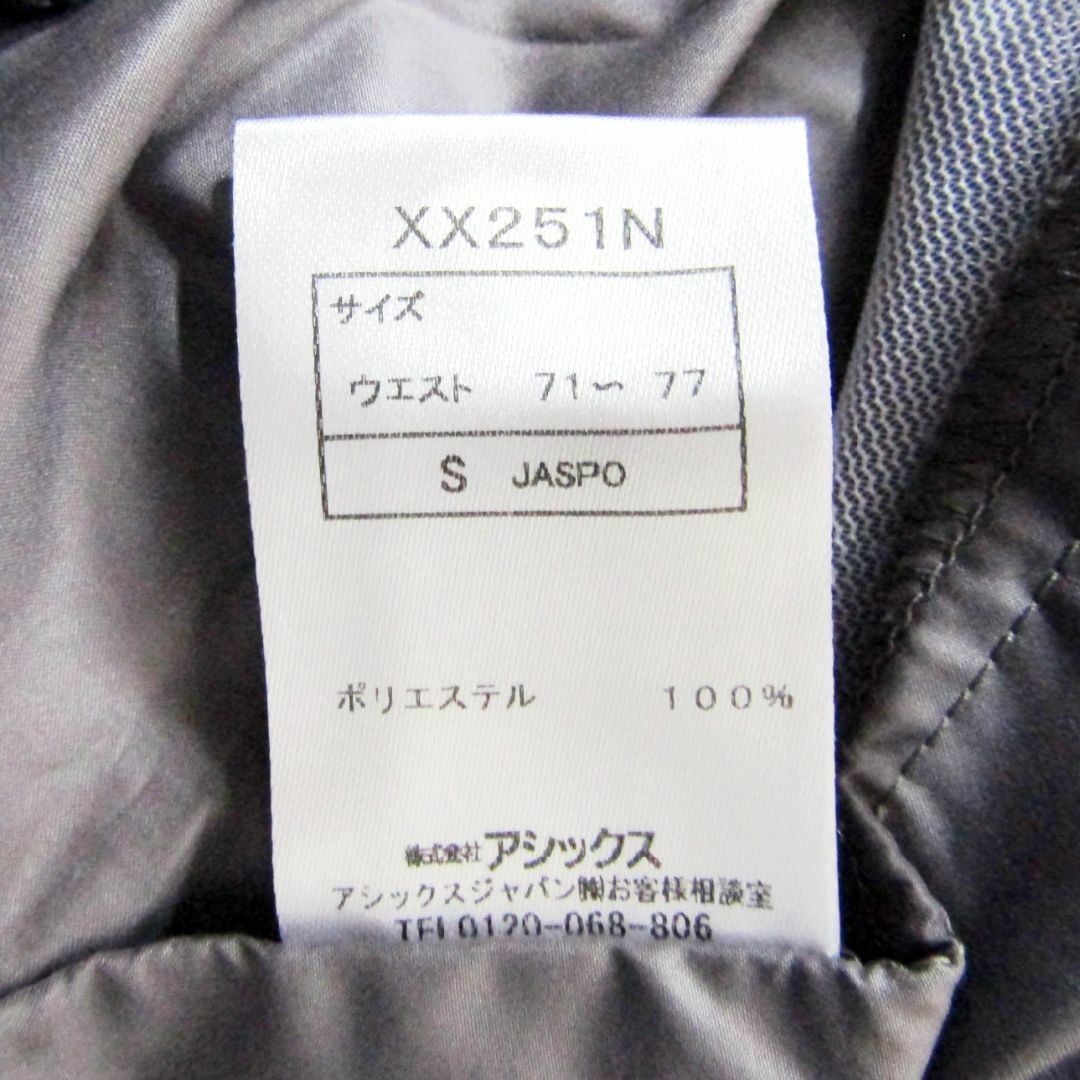 XX251N
サイズ
ウエスト 71〜 77
S JASPO
ポリエステル 100%
株式会社アシックス
アシックスジャパン㈱お客様相談室
TEL0120-068-806